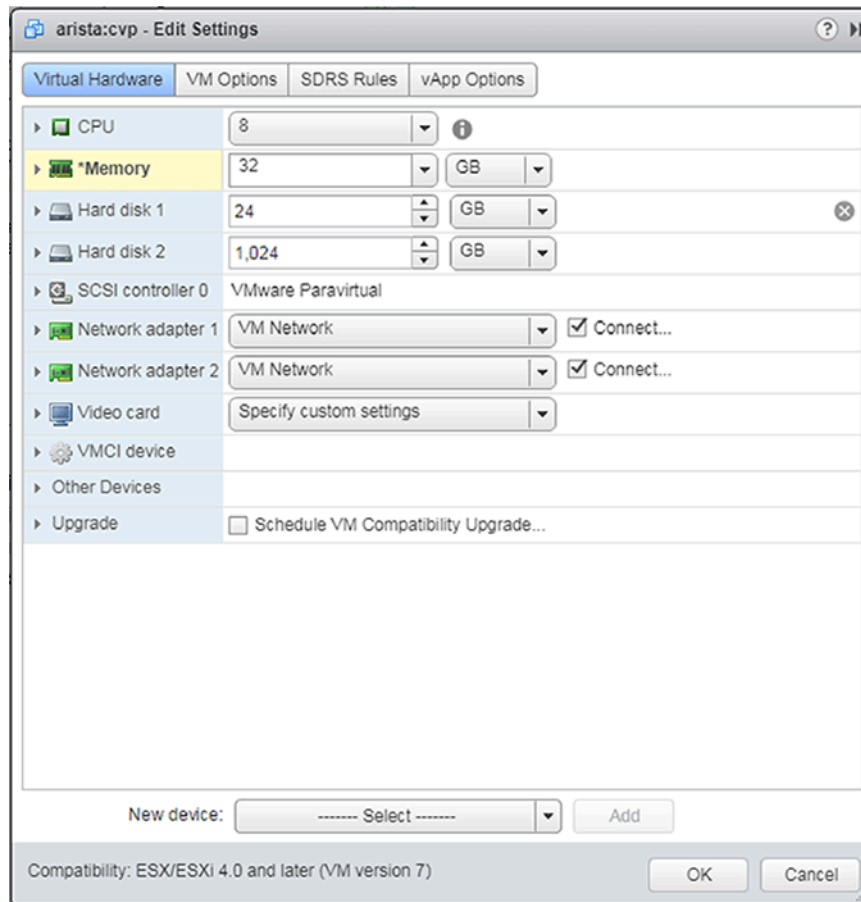 arista:cvp - Edit Settings ?
Virtual Hardware VM Options SDRS Rules vApp Options
CPU 8
*Memory 32 GB
Hard disk 1 24 GB
Hard disk 2 1,024 GB
SCSI controller 0 VMware Paravirtual
Network adapter 1 VM Network Connect...
Network adapter 2 VM Network Connect...
Video card Specify custom settings
VMCI device
Other Devices
Upgrade Schedule VM Compatibility Upgrade...
New device: ------- Select ------- Add
Compatibility: ESX/ESXi 4.0 and later (VM version 7) OK Cancel